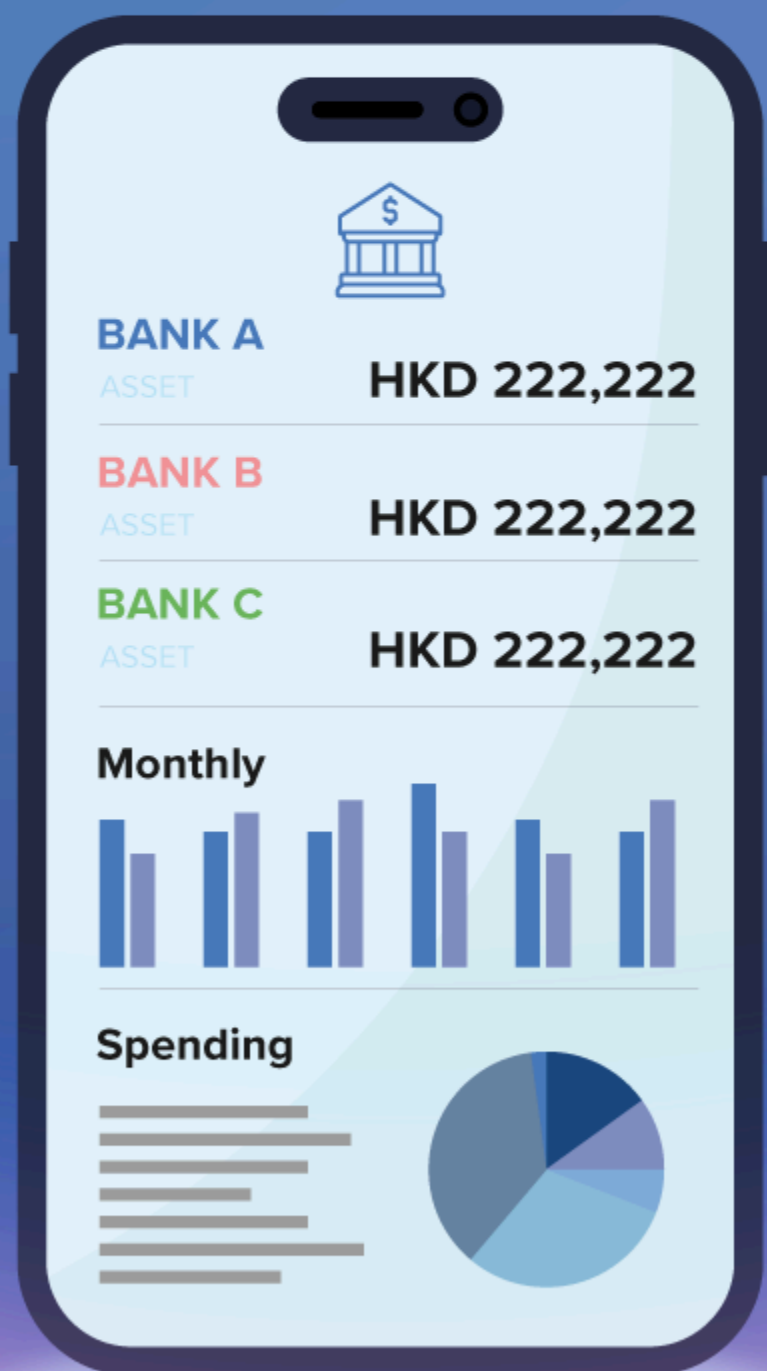 $
BANK A
ASSET
HKD 222,222
BANK B
ASSET
HKD 222,222
BANK C
ASSET
HKD 222,222
Monthly
Spending